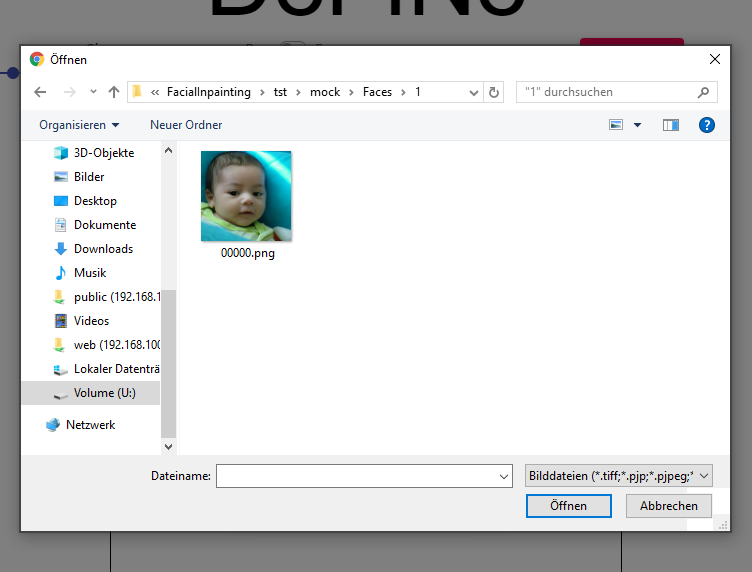 Öffnen
« FacialInpainting > tst > mock > Faces > 1
"1" durchsuchen
Organisieren
Neuer Ordner
3D-Objekte
Bilder
Desktop
Dokumente
Downloads
Musik
public (192.168.1
Videos
web (192.168.100
Lokaler Datenträ
Volume (U:)
Netzwerk
00000.png
Dateiname:
Bilddateien (*.tiff;*.pjp;*.pjpeg;*
Öffnen
Abbrechen